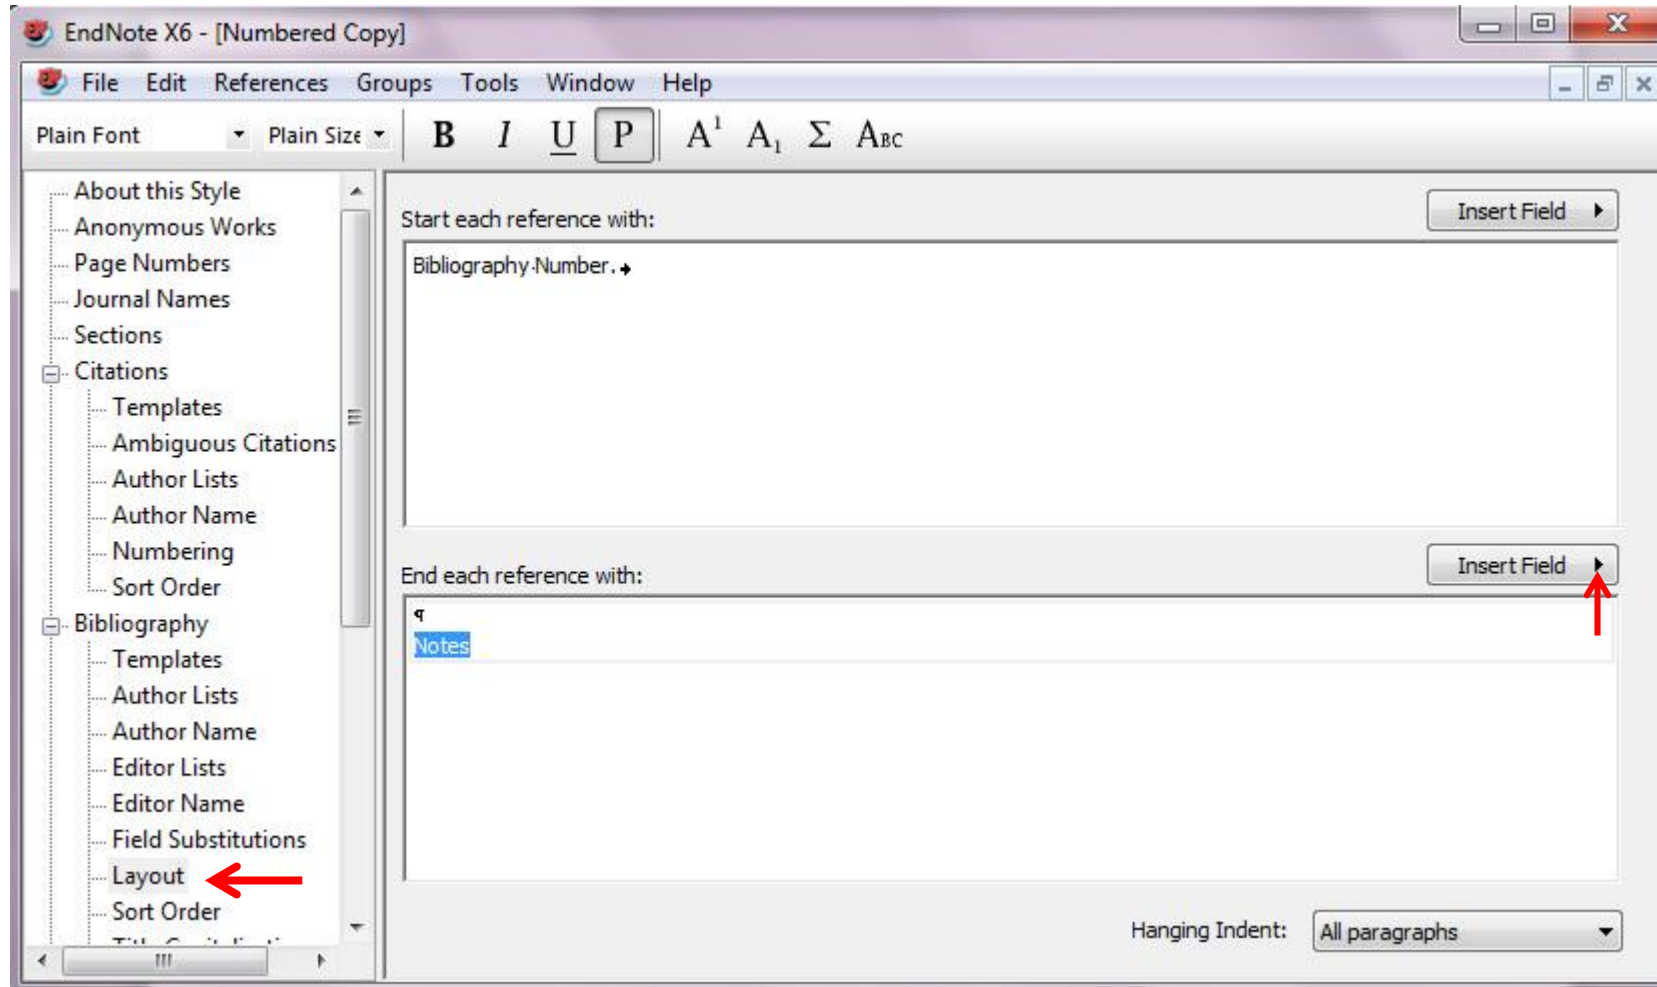 EndNote X6 - [Numbered Copy]
File Edit References Groups Tools Window Help
Plain Font Plain Size B I U P A¹ A₁ Σ ABC
About this Style
Anonymous Works
Page Numbers
Journal Names
Sections
Citations
Templates
Ambiguous Citations
Author Lists
Author Name
Numbering
Sort Order
Bibliography
Templates
Author Lists
Author Name
Editor Lists
Editor Name
Field Substitutions
Layout
Sort Order
Start each reference with:
Insert Field
Bibliography·Number.→
End each reference with:
Insert Field
¶
Notes
Hanging Indent: All paragraphs